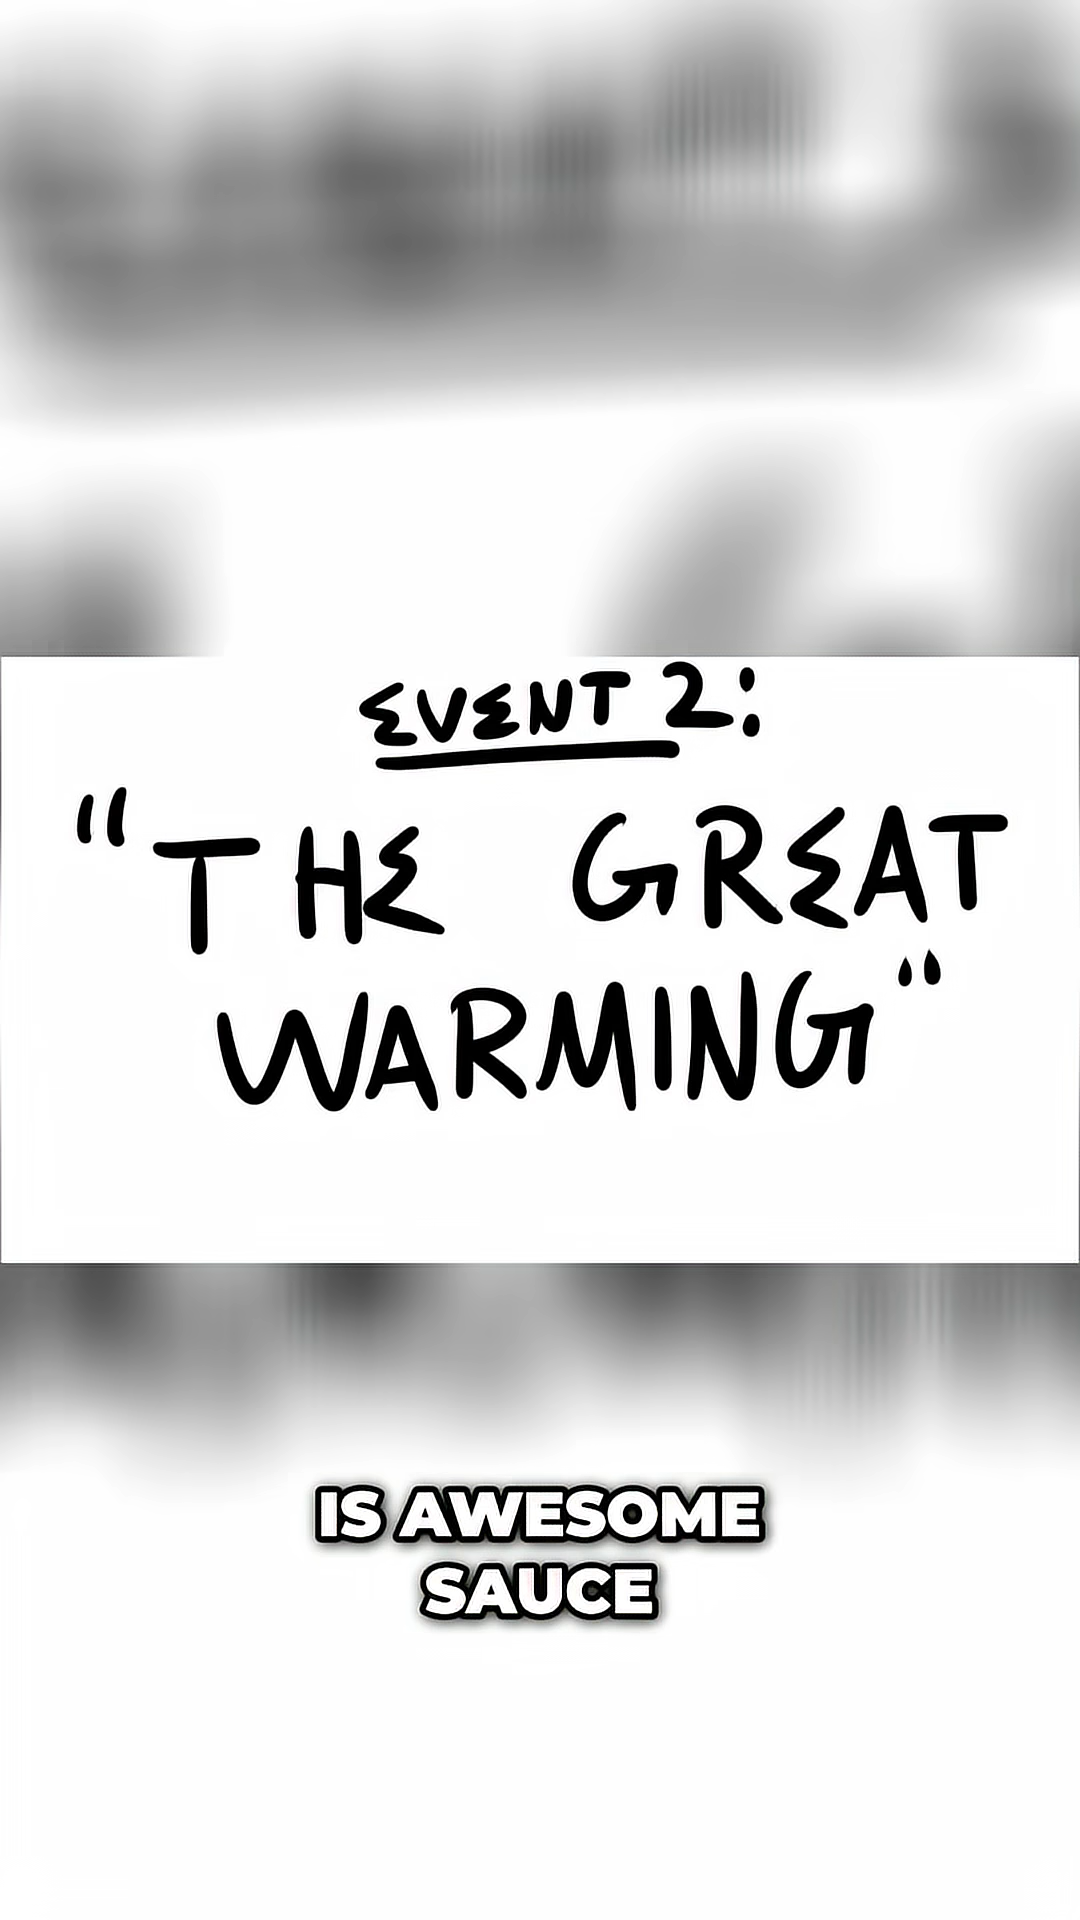 EVENT 2:
"THE GREAT
WARMING"
IS AWESOME
SAUCE